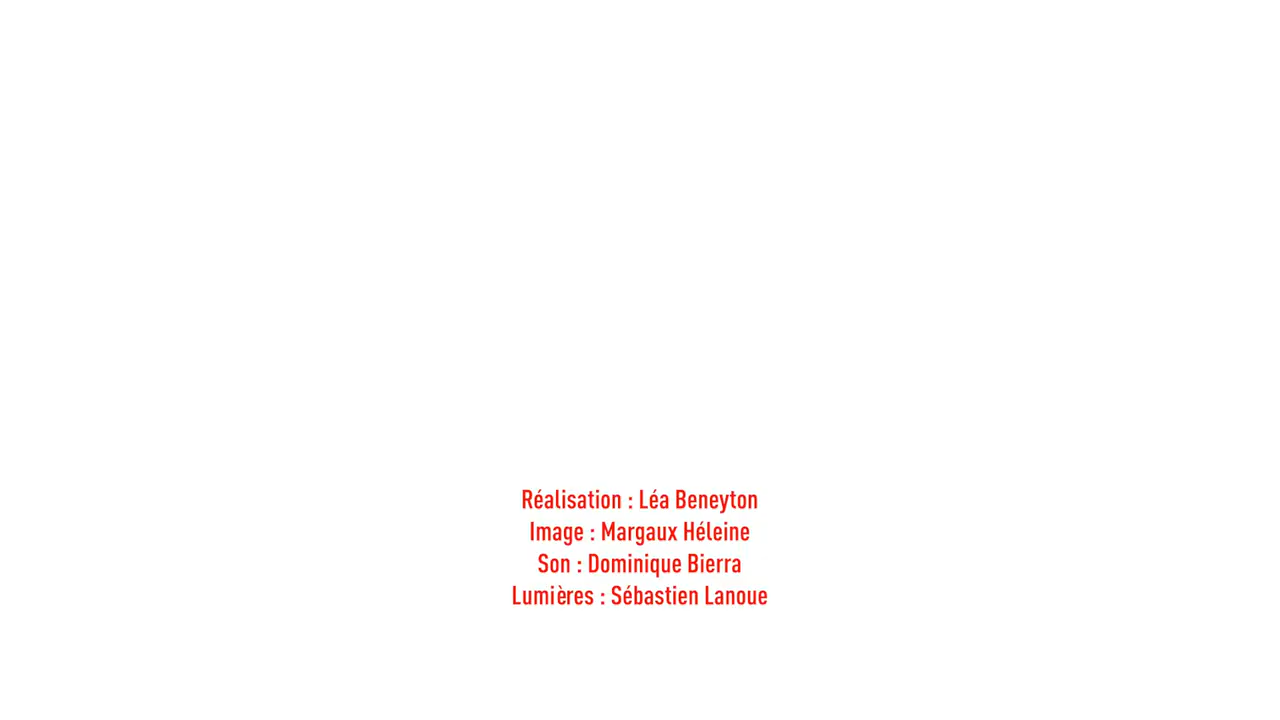 Réalisation : Léa Beneyton
Image : Margaux Héleine
Son : Dominique Bierra
Lumières : Sébastien Lanoue